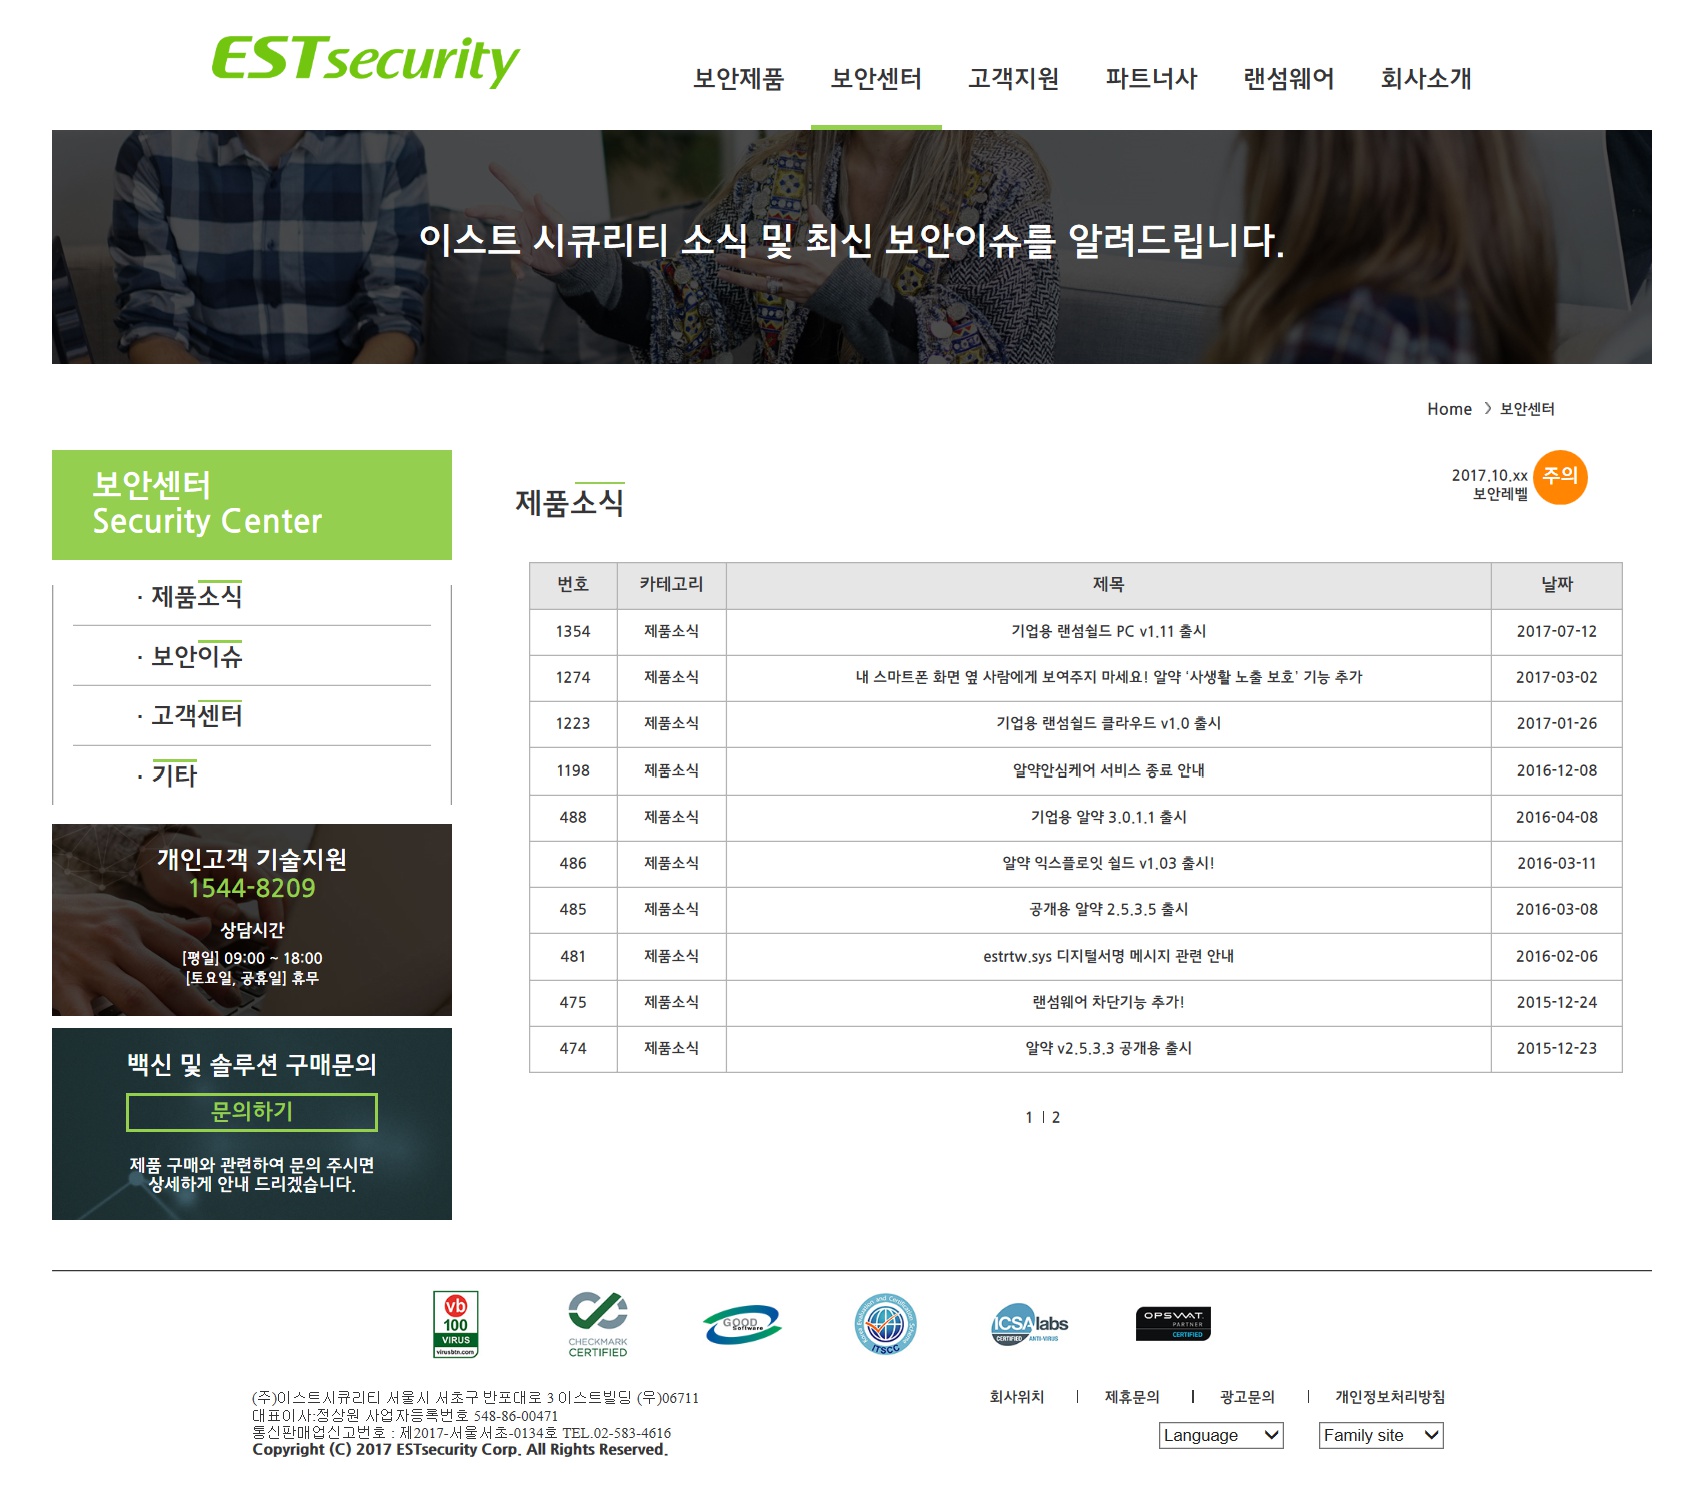 ESTsecurity
보안제품 보안센터 고객지원 파트너사 랜섬웨어 회사소개
이스트 시큐리티 소식 및 최신 보안이슈를 알려드립니다.
Home 〉 보안센터
보안센터
Security Center
· 제품소식
· 보안이슈
· 고객센터
· 기타
개인고객 기술지원
1544-8209
상담시간
[평일] 09:00 ~ 18:00
[토요일, 공휴일] 휴무
백신 및 솔루션 구매문의
문의하기
제품 구매와 관련하여 문의 주시면
상세하게 안내 드리겠습니다.
제품소식
2017.10.xx
보안레벨
주의
번호 카테고리 제목 날짜
1354 제품소식 기업용 랜섬쉴드 PC v1.11 출시 2017-07-12
1274 제품소식 내 스마트폰 화면 옆 사람에게 보여주지 마세요! 알약 ‘사생활 노출 보호’ 기능 추가 2017-03-02
1223 제품소식 기업용 랜섬쉴드 클라우드 v1.0 출시 2017-01-26
1198 제품소식 알약안심케어 서비스 종료 안내 2016-12-08
488 제품소식 기업용 알약 3.0.1.1 출시 2016-04-08
486 제품소식 알약 익스플로잇 쉴드 v1.03 출시! 2016-03-11
485 제품소식 공개용 알약 2.5.3.5 출시 2016-03-08
481 제품소식 estrtw.sys 디지털서명 메시지 관련 안내 2016-02-06
475 제품소식 랜섬웨어 차단기능 추가! 2015-12-24
474 제품소식 알약 v2.5.3.3 공개용 출시 2015-12-23
1 | 2
vb
100
VIRUS
virusbtn.com
CHECKMARK
CERTIFIED
GOOD
Software
Korea Evaluation and Certification Scheme
ITSCC
ICSAlabs
CERTIFIED ANTI-VIRUS
OPSWAT.
PARTNER
CERTIFIED
(주)이스트시큐리티 서울시 서초구 반포대로 3 이스트빌딩 (우)06711
대표이사:정상원 사업자등록번호 548-86-00471
통신판매업신고번호 : 제2017-서울서초-0134호 TEL.02-583-4616
Copyright (C) 2017 ESTsecurity Corp. All Rights Reserved.
회사위치 | 제휴문의 | 광고문의 | 개인정보처리방침
Language
Family site